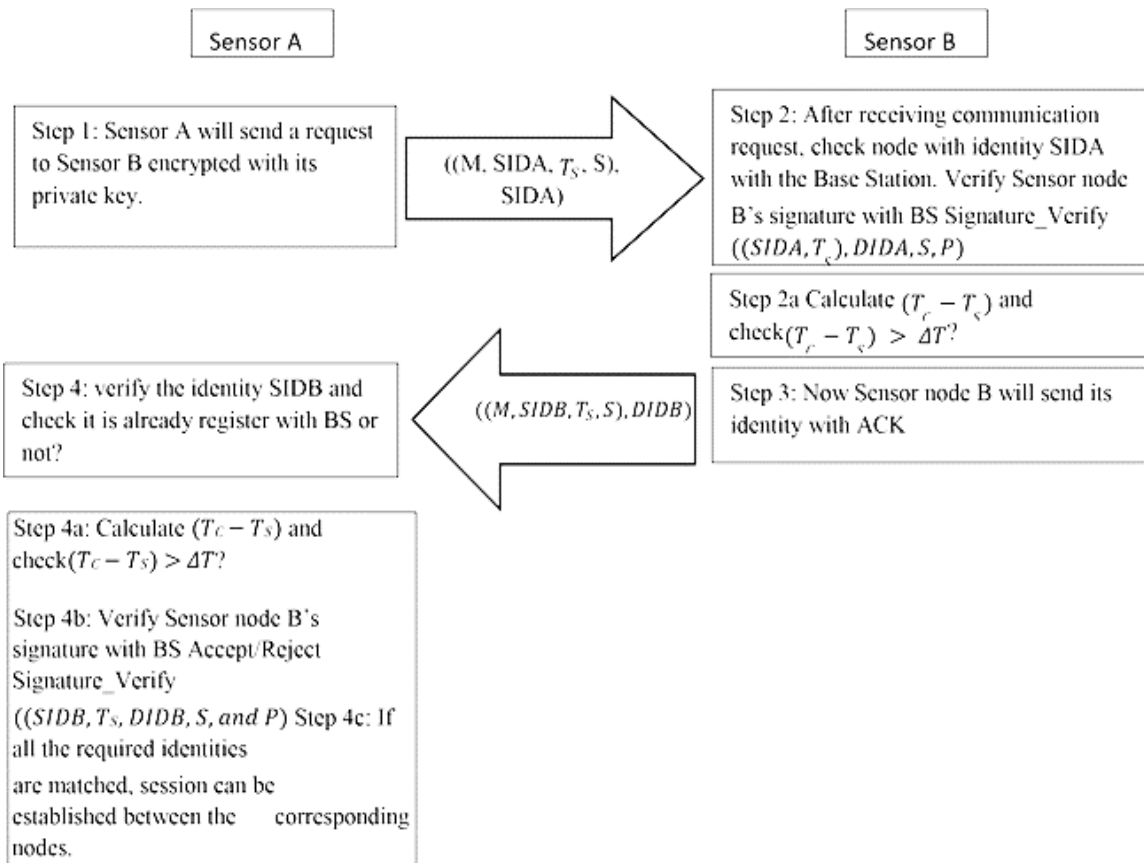 Sensor A
Sensor B
Step 1: Sensor A will send a request
to Sensor B encrypted with its
private key.
((M, SIDA, T_S, S),
SIDA)
Step 2: After receiving communication
request, check node with identity SIDA
with the Base Station. Verify Sensor node
B's signature with BS Signature_Verify
((SIDA, T_S), DIDA, S, P)
Step 2a Calculate (T_C − T_S) and
check(T_C − T_S) > ΔT?
Step 3: Now Sensor node B will send its
identity with ACK
((M, SIDB, T_S, S), DIDB)
Step 4: verify the identity SIDB and
check it is already register with BS or
not?
Step 4a: Calculate (T_C − T_S) and
check(T_C − T_S) > ΔT?
Step 4b: Verify Sensor node B's
signature with BS Accept/Reject
Signature_Verify
((SIDB, T_S, DIDB, S, and P) Step 4c: If
all the required identities
are matched, session can be
established between the corresponding
nodes.